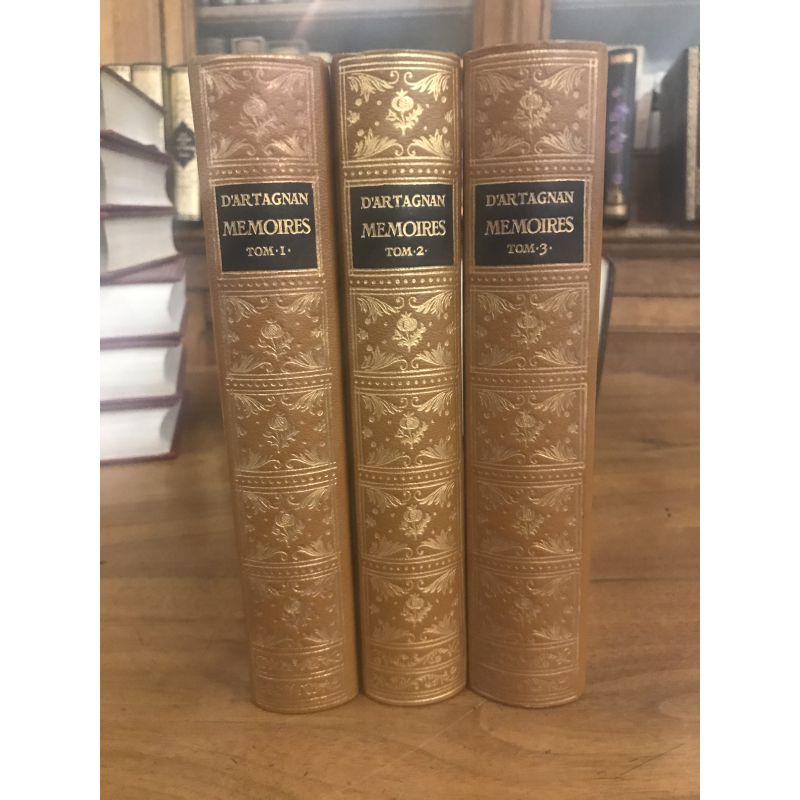 D'ARTAGNAN
MEMOIRES
TOM·1·
D'ARTAGNAN
MEMOIRES
TOM·2·
D'ARTAGNAN
MEMOIRES
TOM·3·